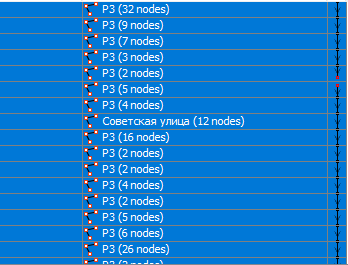 Р3 (32 nodes)
Р3 (9 nodes)
Р3 (7 nodes)
Р3 (3 nodes)
Р3 (2 nodes)
Р3 (5 nodes)
Р3 (4 nodes)
Советская улица (12 nodes)
Р3 (16 nodes)
Р3 (2 nodes)
Р3 (2 nodes)
Р3 (4 nodes)
Р3 (2 nodes)
Р3 (5 nodes)
Р3 (6 nodes)
Р3 (26 nodes)